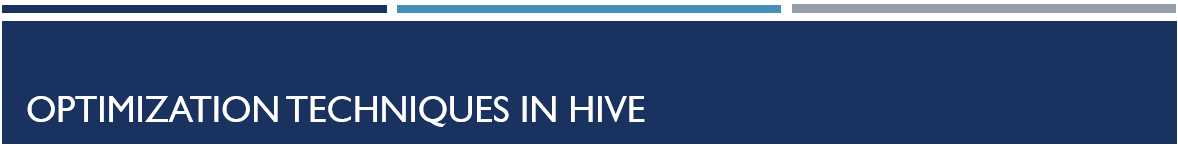 OPTIMIZATION TECHNIQUES IN HIVE